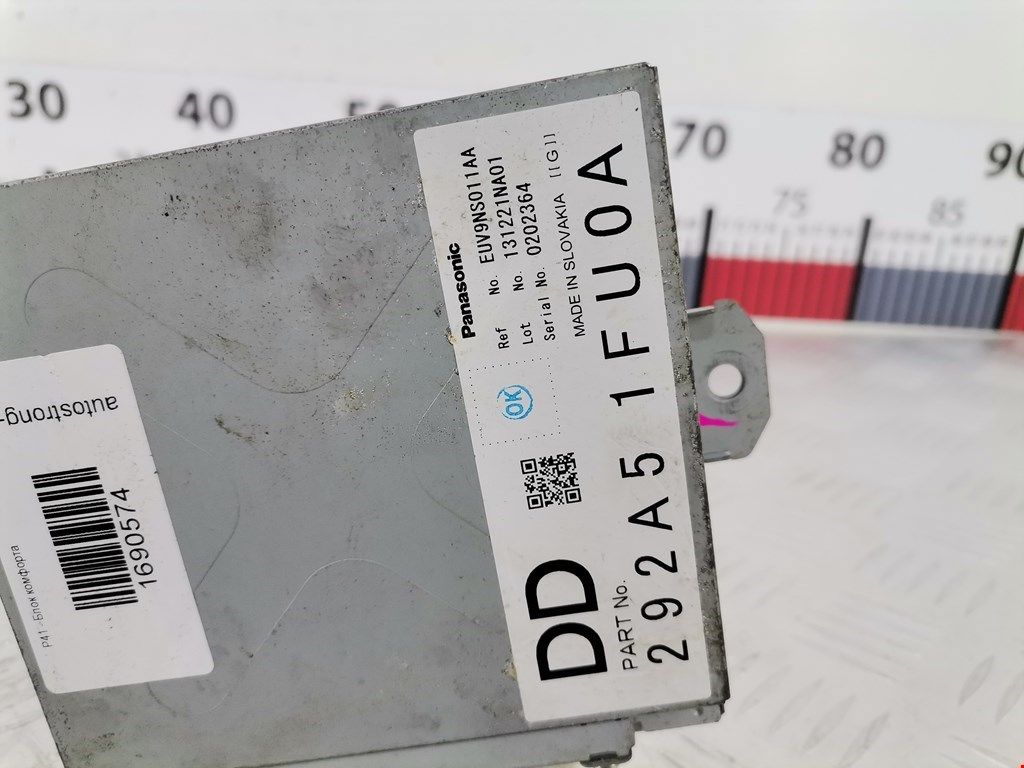 30 40 70 80 90
75 85
Panasonic
Ref No. EUV9NS011AA
Lot No. 131221NA01
Serial No. 0202364
MADE IN SLOVAKIA [[G]]
OK
DD
PART No.
292A5 1FU0A
autostrong-
P41 - Блок комфорта
1690574